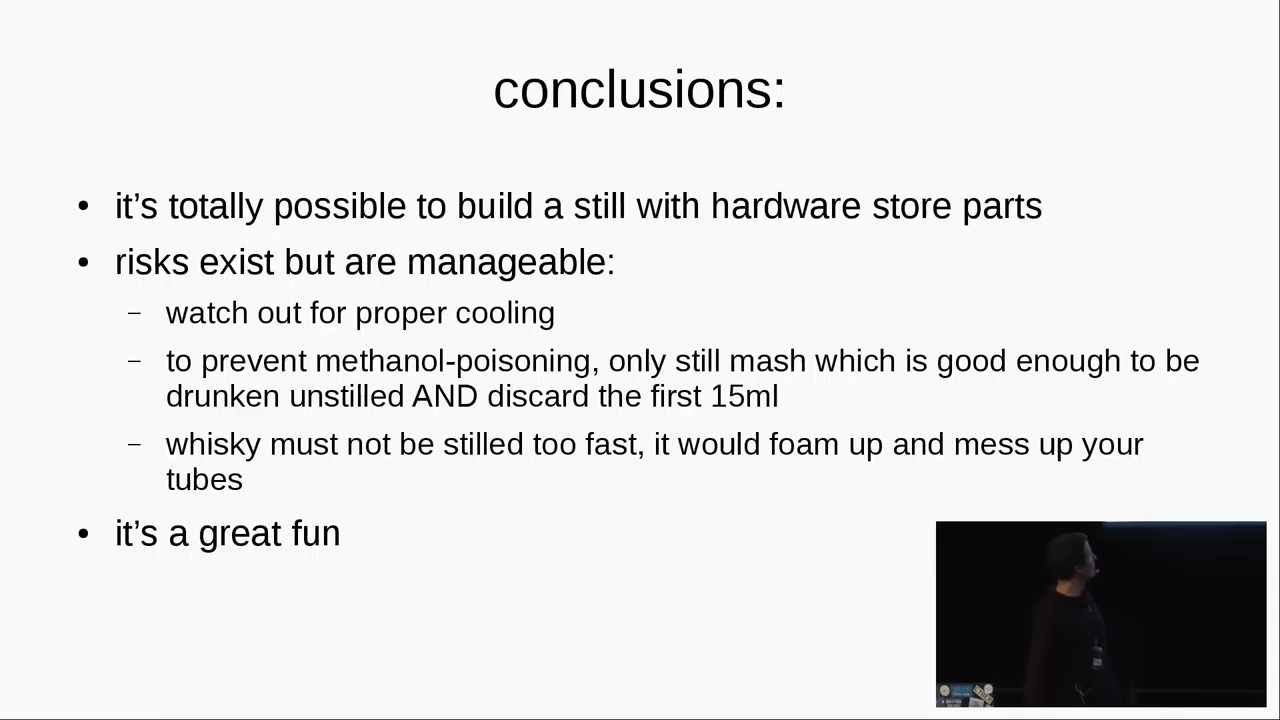 conclusions:
• it’s totally possible to build a still with hardware store parts
• risks exist but are manageable:
– watch out for proper cooling
– to prevent methanol-poisoning, only still mash which is good enough to be
drunken unstilled AND discard the first 15ml
– whisky must not be stilled too fast, it would foam up and mess up your
tubes
• it’s a great fun